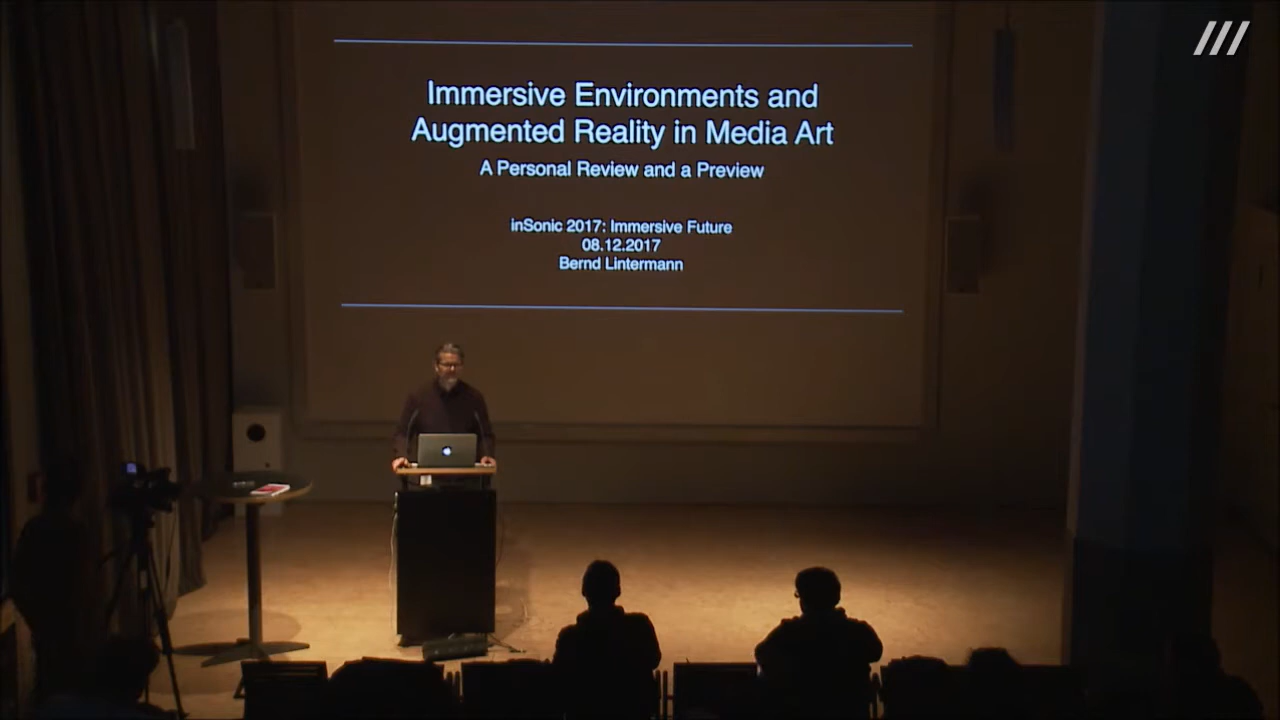 Immersive Environments and
Augmented Reality in Media Art
A Personal Review and a Preview
inSonic 2017: Immersive Future
08.12.2017
Bernd Lintermann